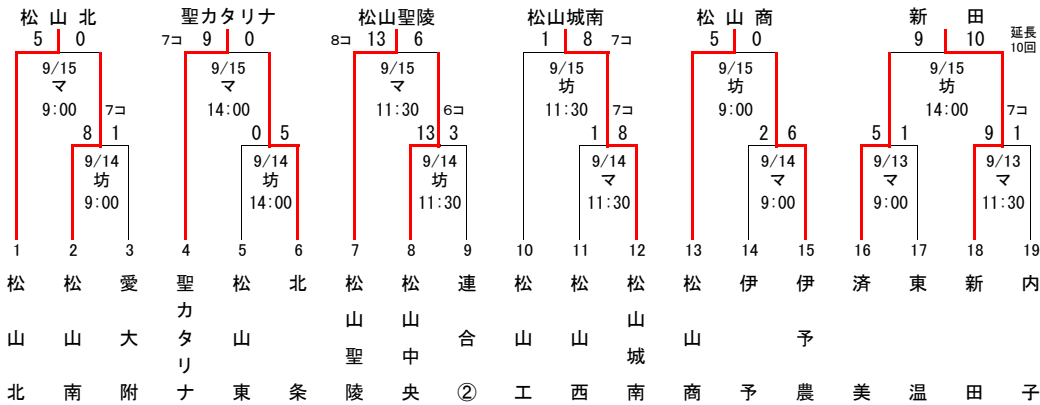 松山北 聖カタリナ 松山聖陵 松山城南 松山商 新田
5 0 7コ 9 0 8コ 13 6 1 8 7コ 5 0 9 10 延長10回
9/15 9/15 9/15 9/15 9/15 9/15
マ マ マ 坊 坊 坊
9:00 14:00 11:30 11:30 9:00 14:00
7コ 6コ 7コ 7コ
8 1 0 5 13 3 1 8 2 6 5 1 9 1
9/14 9/14 9/14 9/14 9/14 9/13 9/13
坊 坊 坊 マ マ マ マ
9:00 14:00 11:30 11:30 9:00 9:00 11:30
1 2 3 4 5 6 7 8 9 10 11 12 13 14 15 16 17 18 19
松山北
松山南
愛大附
聖カタリナ
松山東
北条
松山聖陵
松山中央
連合②
松山工
松山西
松山城南
松山商
伊予
伊予農
済美
東温
新田
内子